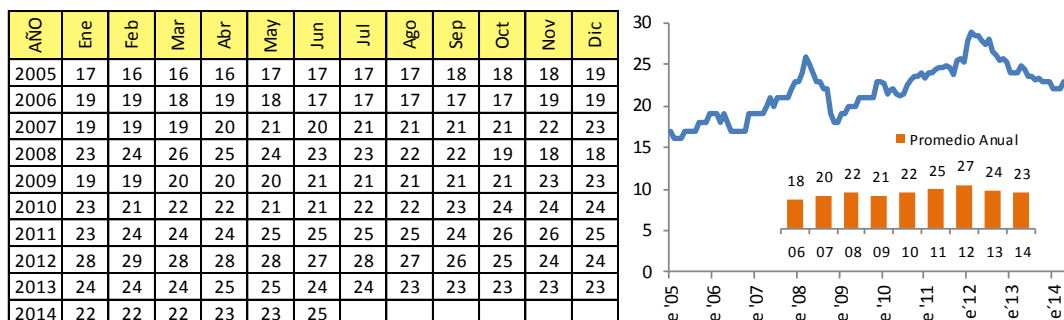 AÑO Ene Feb Mar Abr May Jun Jul Ago Sep Oct Nov Dic
2005 17 16 16 16 17 17 17 17 18 18 18 19
2006 19 19 18 19 18 17 17 17 17 17 19 19
2007 19 19 19 20 21 20 21 21 21 21 22 23
2008 23 24 26 25 24 23 23 22 22 19 18 18
2009 19 19 20 20 20 21 21 21 21 21 23 23
2010 23 21 22 22 21 21 22 22 23 24 24 24
2011 23 24 24 24 25 25 25 25 24 26 26 25
2012 28 29 28 28 28 27 28 27 26 25 24 24
2013 24 24 24 25 25 24 24 23 23 23 23 23
2014 22 22 22 23 23 25
30
25
20
15
10
5
0
Promedio Anual
18 20 22 21 22 25 27 24 23
06 07 08 09 10 11 12 13 14
e'05 e'06 e'07 e'08 e'09 e'10 e'11 e'12 e'13 e'14